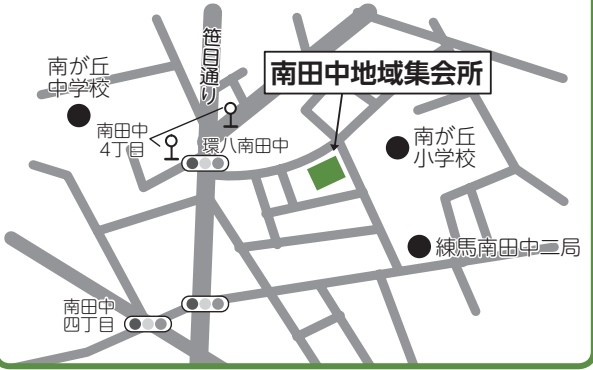 笹目通り
南が丘
中学校
南田中地域集会所
南田中
4丁目
環八南田中
南が丘
小学校
練馬南田中二局
南田中
四丁目